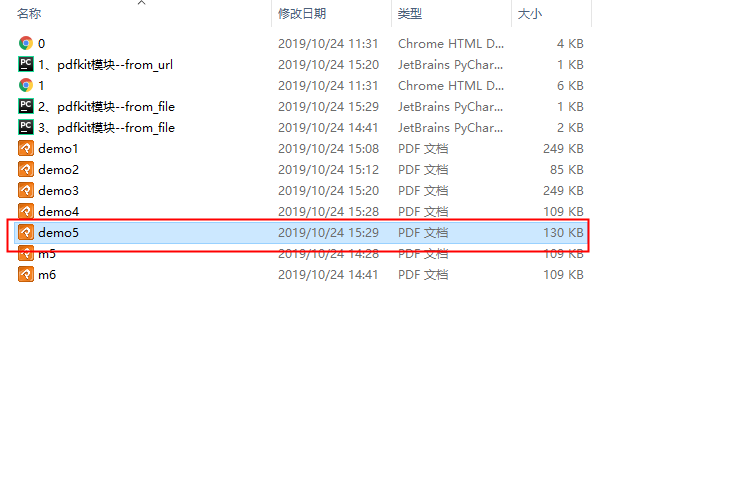 名称 修改日期 类型 大小
0 2019/10/24 11:31 Chrome HTML D... 4 KB
1、pdfkit模块--from_url 2019/10/24 15:20 JetBrains PyChar... 1 KB
1 2019/10/24 11:31 Chrome HTML D... 6 KB
2、pdfkit模块--from_file 2019/10/24 15:29 JetBrains PyChar... 1 KB
3、pdfkit模块--from_file 2019/10/24 14:41 JetBrains PyChar... 2 KB
demo1 2019/10/24 15:08 PDF 文档 249 KB
demo2 2019/10/24 15:12 PDF 文档 85 KB
demo3 2019/10/24 15:20 PDF 文档 249 KB
demo4 2019/10/24 15:28 PDF 文档 109 KB
demo5 2019/10/24 15:29 PDF 文档 130 KB
m5 2019/10/24 14:28 PDF 文档 109 KB
m6 2019/10/24 14:41 PDF 文档 109 KB